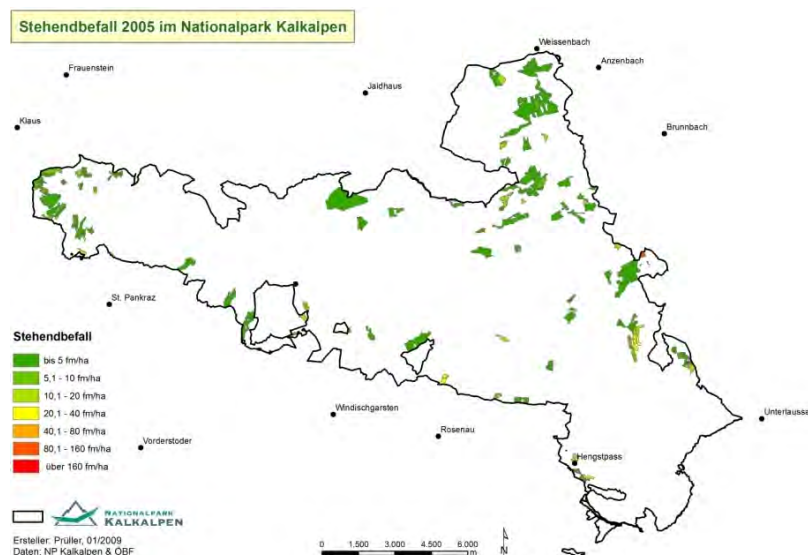 Stehendbefall 2005 im Nationalpark Kalkalpen
Weissenbach
Frauenstein
Anzenbach
Jaidhaus
Klaus
Brunnbach
St. Pankraz
Stehendbefall
bis 5 fm/ha
5,1 - 10 fm/ha
10,1 - 20 fm/ha
20,1 - 40 fm/ha
40,1 - 80 fm/ha
80,1 - 160 fm/ha
über 160 fm/ha
Windischgarsten
Unterlaussa
Rosenau
Vorderstoder
Hengstpass
NATIONALPARK
KALKALPEN
Ersteller: Prüller, 01/2009
Daten: NP Kalkalpen & ÖBF
0 1.500 3.000 4.500 6.000 m
N